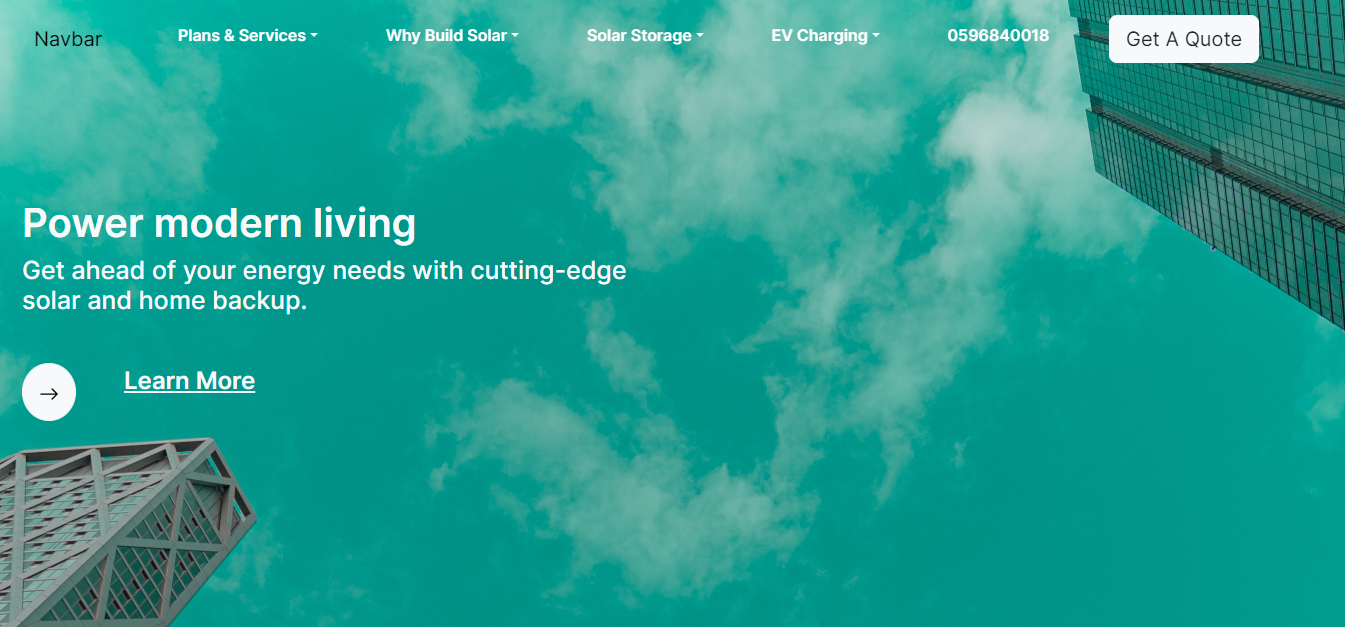 Navbar
Plans & Services
Why Build Solar
Solar Storage
EV Charging
0596840018
Get A Quote
Power modern living
Get ahead of your energy needs with cutting-edge
solar and home backup.
Learn More